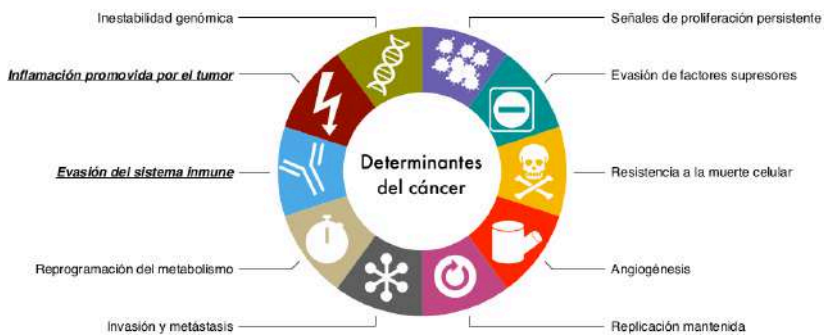 Inestabilidad genómica
Señales de proliferación persistente
Inflamación promovida por el tumor
Evasión de factores supresores
Evasión del sistema inmune
Determinantes
del cáncer
Resistencia a la muerte celular
Reprogramación del metabolismo
Angiogénesis
Invasión y metástasis
Replicación mantenida